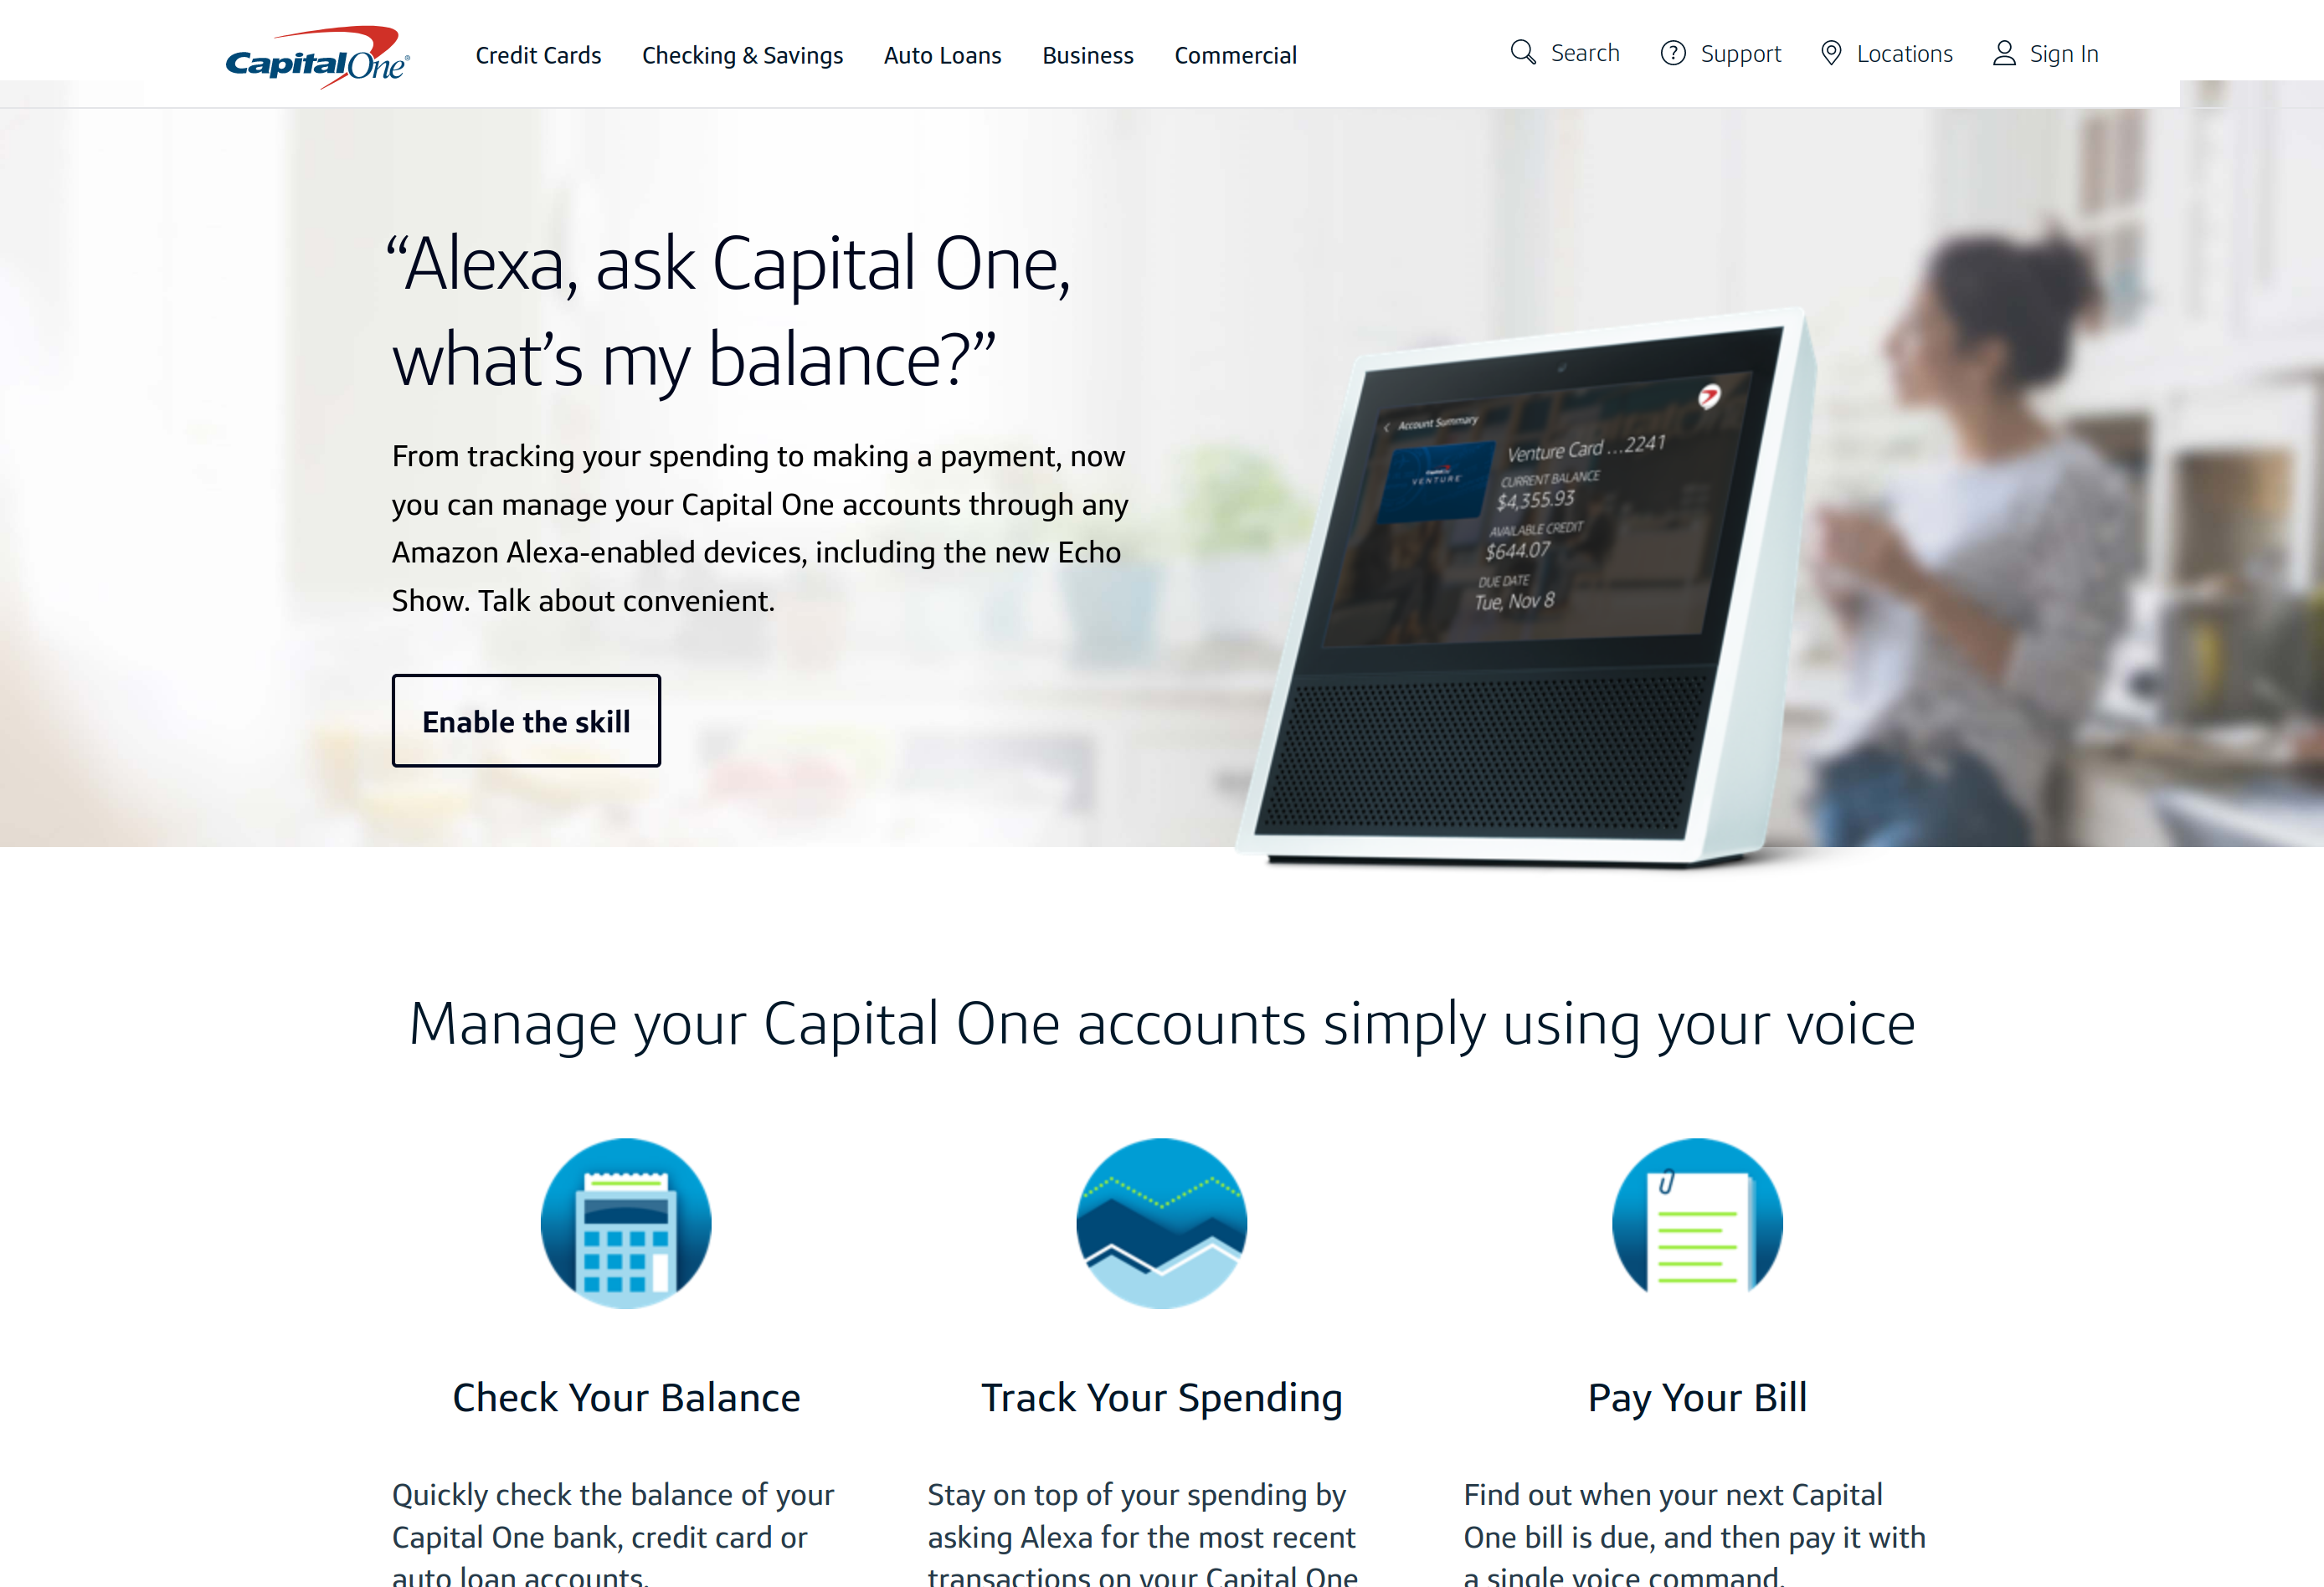 CapitalOne®
Credit Cards
Checking & Savings
Auto Loans
Business
Commercial
Search
Support
Locations
Sign In
“Alexa, ask Capital One,
what’s my balance?”
From tracking your spending to making a payment, now
you can manage your Capital One accounts through any
Amazon Alexa-enabled devices, including the new Echo
Show. Talk about convenient.
Enable the skill
Account Summary
VENTURE
Venture Card ...2241
CURRENT BALANCE
$4,355.93
AVAILABLE CREDIT
$644.07
DUE DATE
Tue, Nov 8
Manage your Capital One accounts simply using your voice
Check Your Balance
Quickly check the balance of your
Capital One bank, credit card or
auto loan accounts.
Track Your Spending
Stay on top of your spending by
asking Alexa for the most recent
transactions on your Capital One
Pay Your Bill
Find out when your next Capital
One bill is due, and then pay it with
a single voice command.